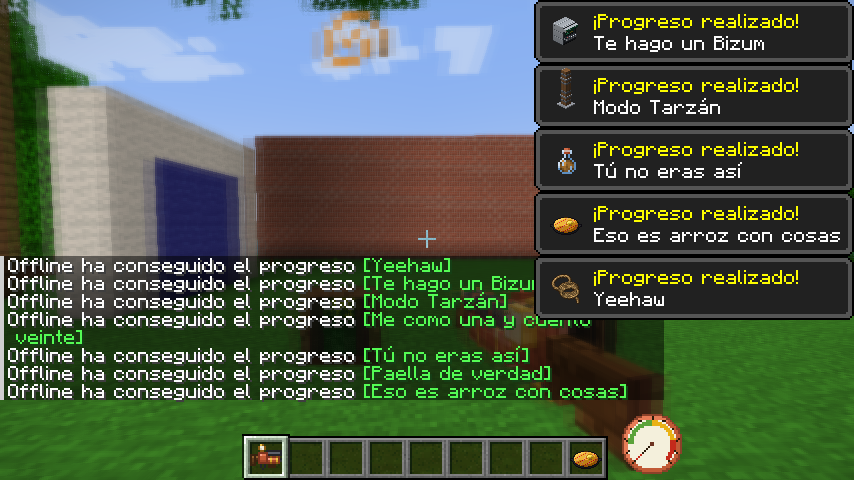 ¡Progreso realizado!
Te hago un Bizum
¡Progreso realizado!
Modo Tarzán
¡Progreso realizado!
Tú no eras así
¡Progreso realizado!
Eso es arroz con cosas
¡Progreso realizado!
Yeehaw
Offline ha conseguido el progreso [Yeehaw]
Offline ha conseguido el progreso [Te hago un Bizu
Offline ha conseguido el progreso [Modo Tarzán]
Offline ha conseguido el progreso [Me como una y cuento
veinte]
Offline ha conseguido el progreso [Tú no eras así]
Offline ha conseguido el progreso [Paella de verdad]
Offline ha conseguido el progreso [Eso es arroz con cosas]